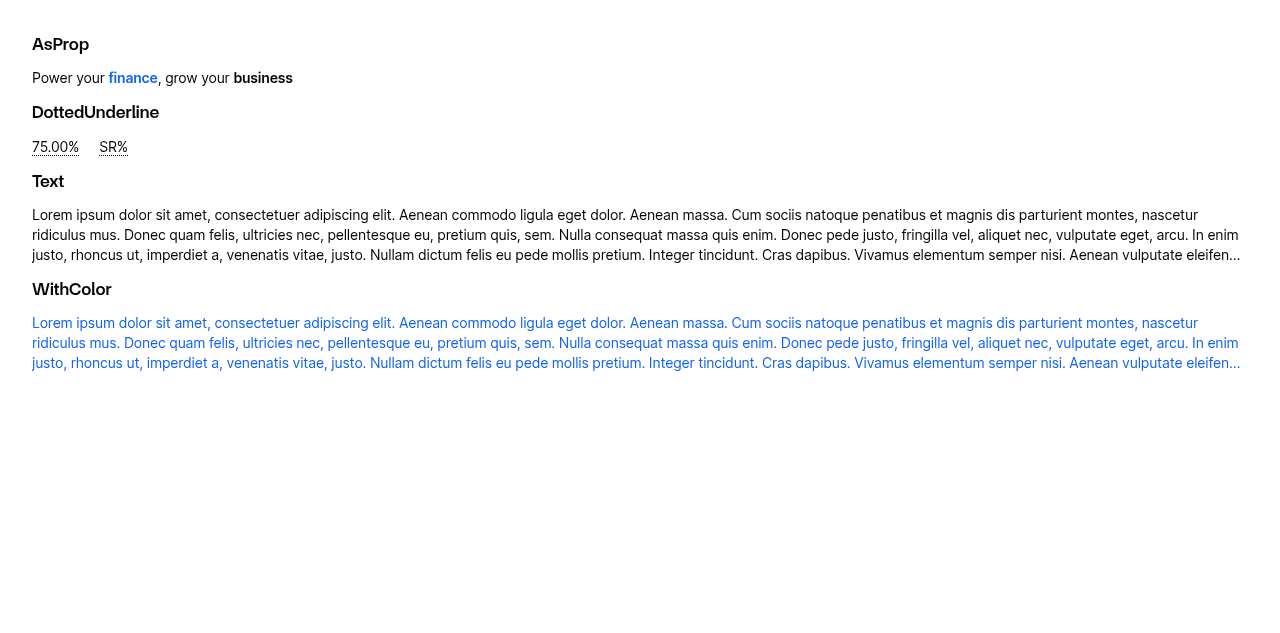 AsProp
Power your finance, grow your business
DottedUnderline
75.00% SR%
Text
Lorem ipsum dolor sit amet, consectetuer adipiscing elit. Aenean commodo ligula eget dolor. Aenean massa. Cum sociis natoque penatibus et magnis dis parturient montes, nascetur
ridiculus mus. Donec quam felis, ultricies nec, pellentesque eu, pretium quis, sem. Nulla consequat massa quis enim. Donec pede justo, fringilla vel, aliquet nec, vulputate eget, arcu. In enim
justo, rhoncus ut, imperdiet a, venenatis vitae, justo. Nullam dictum felis eu pede mollis pretium. Integer tincidunt. Cras dapibus. Vivamus elementum semper nisi. Aenean vulputate eleifen...
WithColor
Lorem ipsum dolor sit amet, consectetuer adipiscing elit. Aenean commodo ligula eget dolor. Aenean massa. Cum sociis natoque penatibus et magnis dis parturient montes, nascetur
ridiculus mus. Donec quam felis, ultricies nec, pellentesque eu, pretium quis, sem. Nulla consequat massa quis enim. Donec pede justo, fringilla vel, aliquet nec, vulputate eget, arcu. In enim
justo, rhoncus ut, imperdiet a, venenatis vitae, justo. Nullam dictum felis eu pede mollis pretium. Integer tincidunt. Cras dapibus. Vivamus elementum semper nisi. Aenean vulputate eleifen...